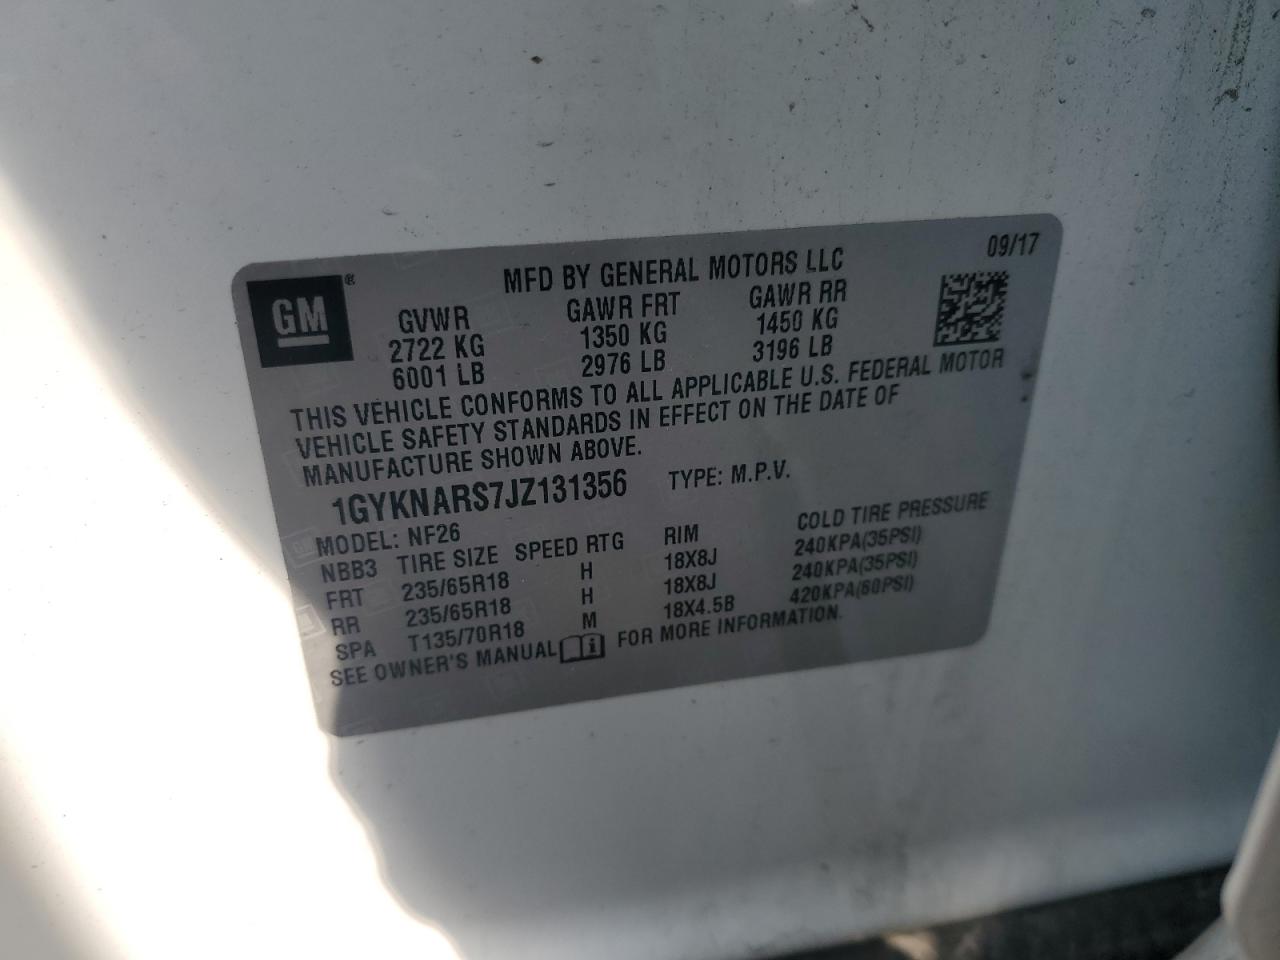 GM ®
MFD BY GENERAL MOTORS LLC 09/17
GVWR GAWR FRT GAWR RR
2722 KG 1350 KG 1450 KG
6001 LB 2976 LB 3196 LB
THIS VEHICLE CONFORMS TO ALL APPLICABLE U.S. FEDERAL MOTOR
VEHICLE SAFETY STANDARDS IN EFFECT ON THE DATE OF
MANUFACTURE SHOWN ABOVE.
1GYKNARS7JZ131356 TYPE: M.P.V.
MODEL: NF26
NBB3 TIRE SIZE SPEED RTG RIM COLD TIRE PRESSURE
FRT 235/65R18 H 18X8J 240KPA(35PSI)
RR 235/65R18 H 18X8J 240KPA(35PSI)
SPA T135/70R18 M 18X4.5B 420KPA(60PSI)
SEE OWNER'S MANUAL FOR MORE INFORMATION.